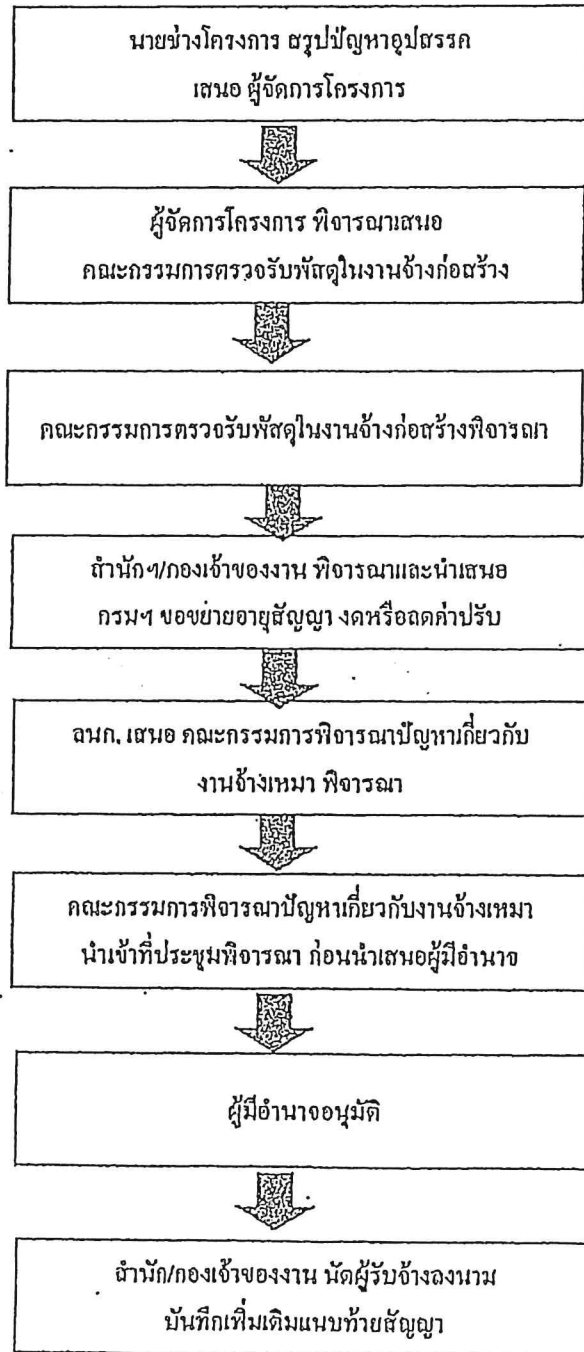 นายช่างโครงการ สรุปปัญหาอุปสรรค
เสนอ ผู้จัดการโครงการ
ผู้จัดการโครงการ พิจารณาเสนอ
คณะกรรมการตรวจรับพัสดุในงานจ้างก่อสร้าง
คณะกรรมการตรวจรับพัสดุในงานจ้างก่อสร้างพิจารณา
สำนักฯ/กองเจ้าของงาน พิจารณาและนำเสนอ
กรมฯ ขอขยายอายุสัญญา งดหรือลดค่าปรับ
ลนก. เสนอ คณะกรรมการพิจารณาปัญหาเกี่ยวกับ
งานจ้างเหมา พิจารณา
คณะกรรมการพิจารณาปัญหาเกี่ยวกับงานจ้างเหมา
นำเข้าที่ประชุมพิจารณา ก่อนนำเสนอผู้มีอำนาจ
ผู้มีอำนาจอนุมัติ
สำนัก/กองเจ้าของงาน นัดผู้รับจ้างลงนาม
บันทึกเพิ่มเติมแนบท้ายสัญญา